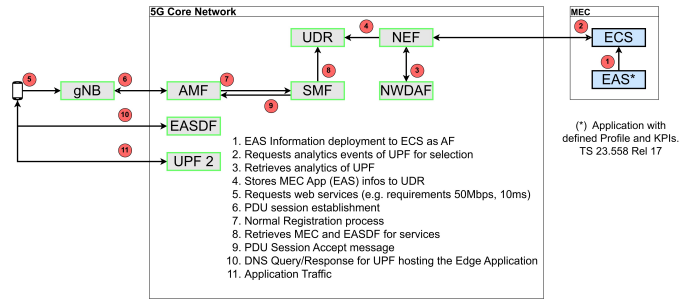 5G Core Network
MEC
4
2
UDR
NEF
ECS
1
5
6
7
8
3
EAS*
gNB
AMF
SMF
NWDAF
9
10
EASDF
(*) Application with
defined Profile and KPIs.
TS 23.558 Rel 17
11
UPF 2
1. EAS Information deployment to ECS as AF
2. Requests analytics events of UPF for selection
3. Retrieves analytics of UPF
4. Stores MEC App (EAS) infos to UDR
5. Requests web services (e.g. requirements 50Mbps, 10ms)
6. PDU session establishment
7. Normal Registration process
8. Retrieves MEC and EASDF for services
9. PDU Session Accept message
10. DNS Query/Response for UPF hosting the Edge Application
11. Application Traffic